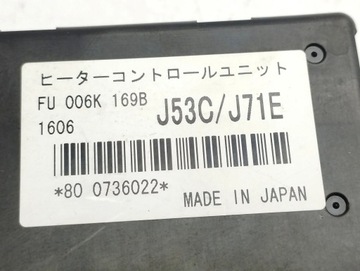 ヒーターコントロールユニット
FU 006K 169B
1606 J53C/J71E
*80 0736022*
MADE IN JAPAN